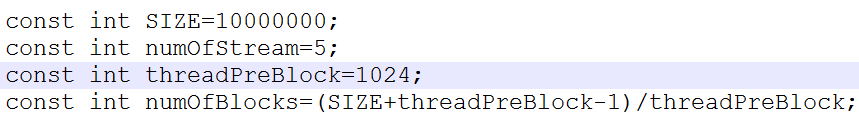 const int SIZE=10000000;
const int numOfStream=5;
const int threadPreBlock=1024;
const int numOfBlocks=(SIZE+threadPreBlock-1)/threadPreBlock;